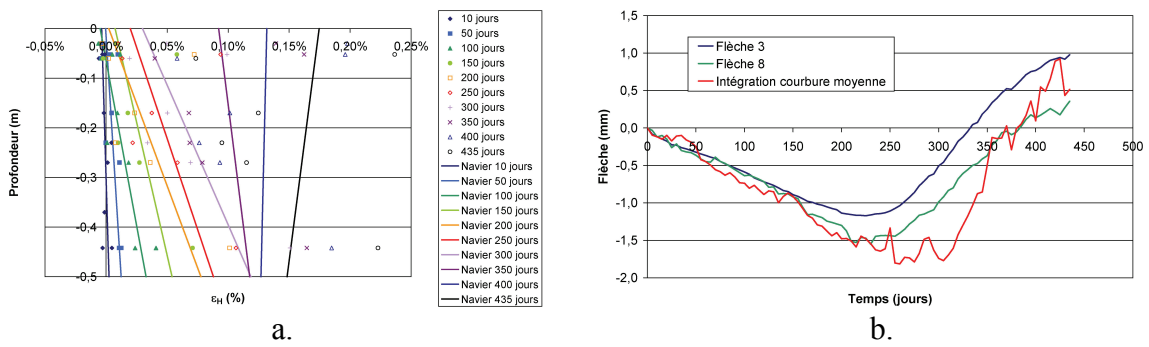 0
-0,05%
0,00%
0,05%
0,10%
0,15%
0,20%
0,25%
-0,1
-0,2
-0,3
-0,4
-0,5
Profondeur (m)
εH (%)
10 jours
50 jours
100 jours
150 jours
200 jours
250 jours
300 jours
350 jours
400 jours
435 jours
Navier 10 jours
Navier 50 jours
Navier 100 jours
Navier 150 jours
Navier 200 jours
Navier 250 jours
Navier 300 jours
Navier 350 jours
Navier 400 jours
Navier 435 jours
a.
1,5
1,0
0,5
0,0
-0,5
-1,0
-1,5
-2,0
Flèche (mm)
Flèche 3
Flèche 8
Intégration courbure moyenne
0
50
100
150
200
250
300
350
400
450
500
Temps (jours)
b.